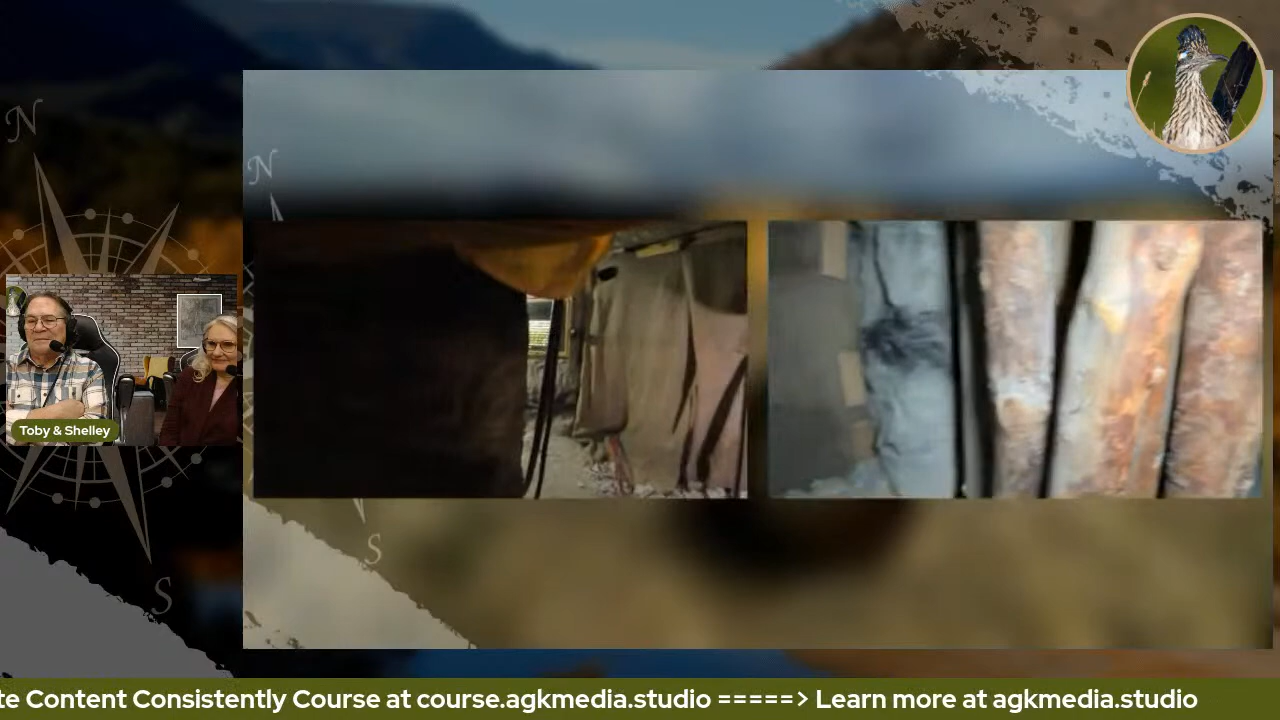 N
N
Toby & Shelley
S
S
te Content Consistently Course at course.agkmedia.studio =====> Learn more at agkmedia.studio